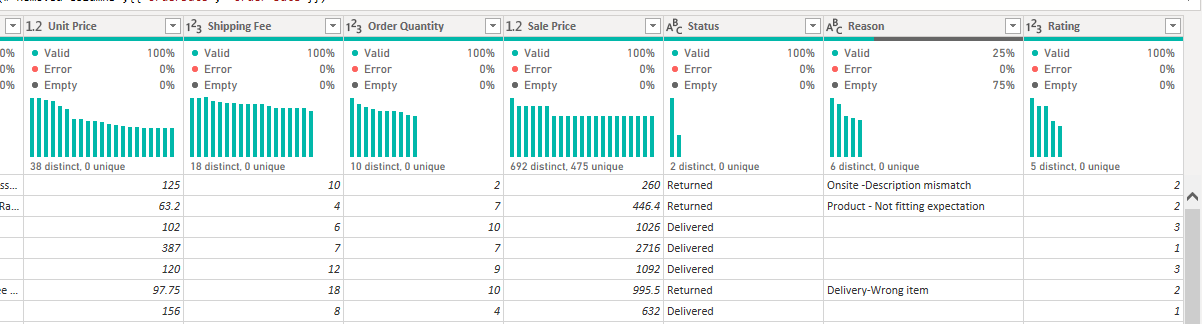 1.2 Unit Price 1²3 Shipping Fee 1²3 Order Quantity 1.2 Sale Price ABC Status ABC Reason 1²3 Rating
0% Valid 100% Valid 100% Valid 100% Valid 100% Valid 100% Valid 25% Valid 100%
0% Error 0% Error 0% Error 0% Error 0% Error 0% Error 0% Error 0%
0% Empty 0% Empty 0% Empty 0% Empty 0% Empty 0% Empty 75% Empty 0%
38 distinct, 0 unique 18 distinct, 0 unique 10 distinct, 0 unique 692 distinct, 475 unique 2 distinct, 0 unique 6 distinct, 0 unique 5 distinct, 0 unique
ss... 125 10 2 260 Returned Onsite -Description mismatch 2
Ra... 63.2 4 7 446.4 Returned Product - Not fitting expectation 2
102 6 10 1026 Delivered 3
387 7 7 2716 Delivered 1
120 12 9 1092 Delivered 3
ee ... 97.75 18 10 995.5 Returned Delivery-Wrong item 2
156 8 4 632 Delivered 1